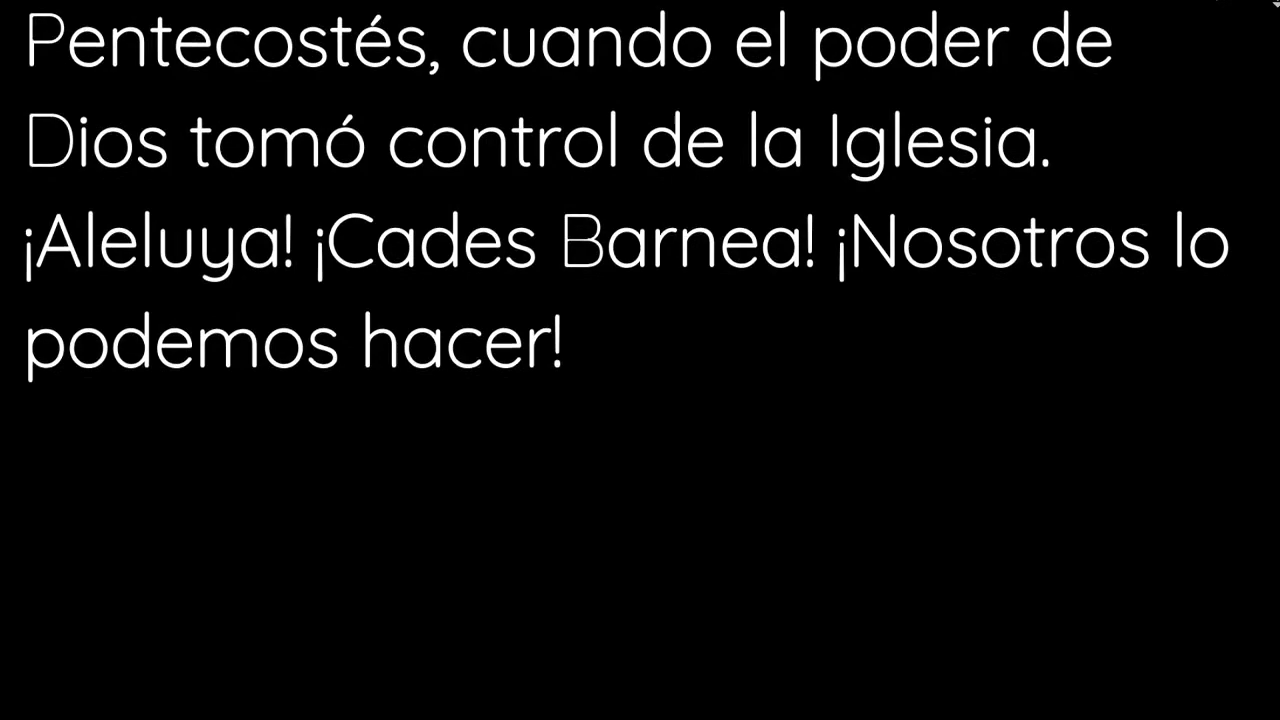 Pentecostés, cuando el poder de
Dios tomó control de la Iglesia.
¡Aleluya! ¡Cades Barnea! ¡Nosotros lo
podemos hacer!